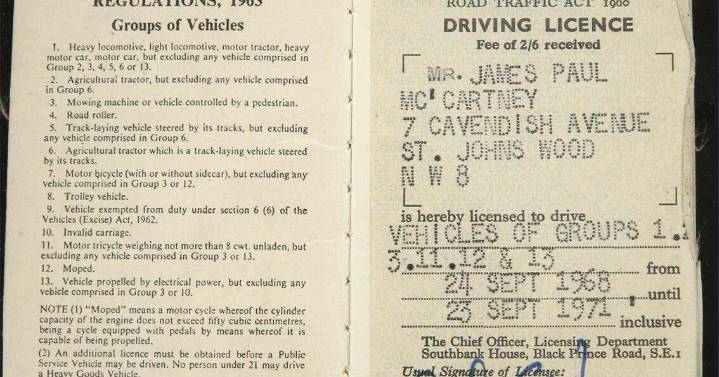 REGULATIONS, 1963
Groups of Vehicles
1. Heavy locomotive, light locomotive, motor tractor, heavy
motor car, motor car, but excluding any vehicle comprised in
Group 2, 3, 4, 5, 6 or 13.
2. Agricultural tractor, but excluding any vehicle comprised
in Group 6.
3. Mowing machine or vehicle controlled by a pedestrian.
4. Road roller.
5. Track-laying vehicle steered by its tracks, but excluding
any vehicle comprised in Group 6.
6. Agricultural tractor which is a track-laying vehicle steered
by its tracks.
7. Motor bicycle (with or without sidecar), but excluding any
vehicle comprised in Group 3 or 12.
8. Trolley vehicle.
9. Vehicle exempted from duty under section 6 (6) of the
Vehicles (Excise) Act, 1962.
10. Invalid carriage.
11. Motor tricycle weighing not more than 8 cwt. unladen, but
excluding any vehicle comprised in Group 3 or 13.
12. Moped.
13. Vehicle propelled by electrical power, but excluding any
vehicle comprised in Group 3 or 10.
NOTE (1) "Moped" means a motor cycle whereof the cylinder
capacity of the engine does not exceed fifty cubic centimetres,
being a cycle equipped with pedals by means whereof it is
capable of being propelled.
(2) An additional licence must be obtained before a Public
Service Vehicle may be driven. No person under 21 may drive
a Heavy Goods Vehicle.
ROAD TRAFFIC ACT 1960
DRIVING LICENCE
Fee of 2/6 received
MR. JAMES PAUL
MC'CARTNEY
7 CAVENDISH AVENUE
ST. JOHNS WOOD
N W 8
is hereby licensed to drive
VEHICLES OF GROUPS 1.
3.11.12 & 13 from
24 SEPT 1968 until
23 SEPT 1971 inclusive
The Chief Officer, Licensing Department
Southbank House, Black Prince Road, S.E.1
Usual Signature of Licensee: